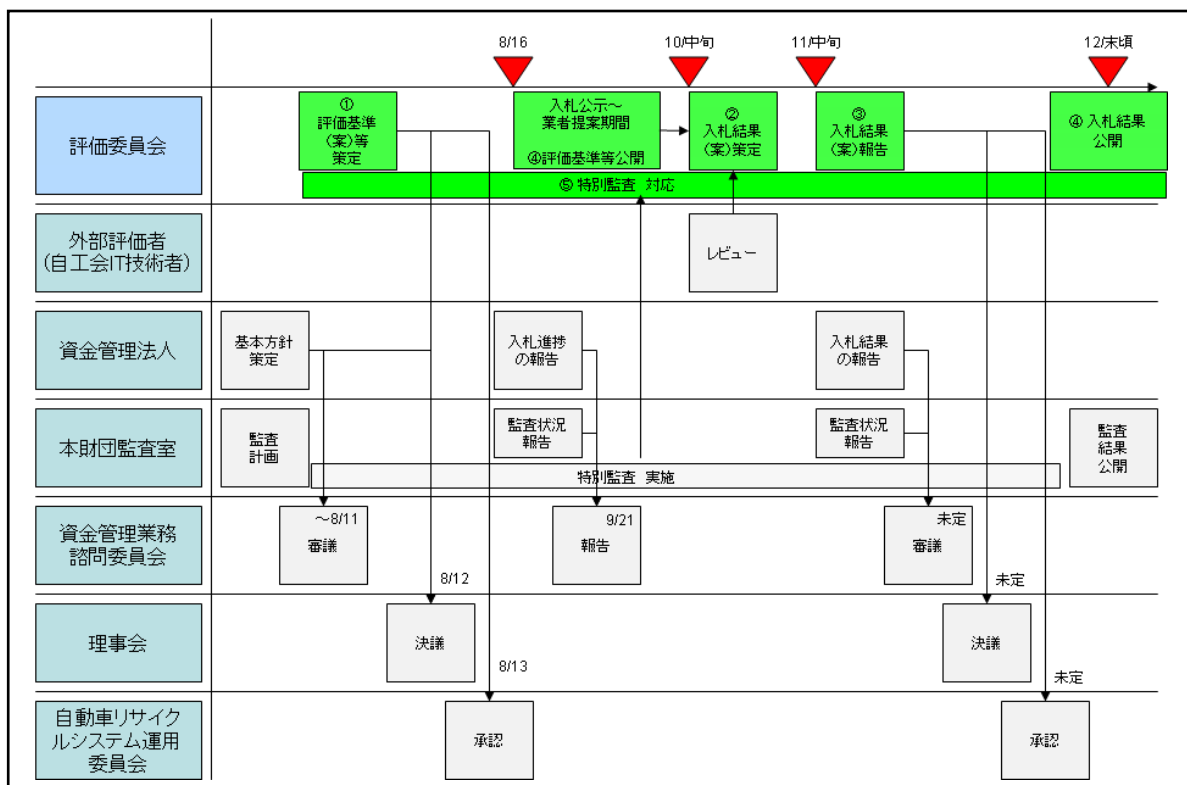 8/16
10/中旬
11/中旬
12/末頃
評価委員会
①
評価基準
(案)等
策定
入札公示～
業者提案期間
④評価基準等公開
②
入札結果
(案)策定
③
入札結果
(案)報告
④ 入札結果
公開
⑤ 特別監査 対応
外部評価者
(自工会IT技術者)
レビュー
資金管理法人
基本方針
策定
入札進捗
の報告
入札結果
の報告
本財団監査室
監査
計画
監査状況
報告
監査状況
報告
監査
結果
公開
特別監査 実施
資金管理業務
諮問委員会
～8/11
審議
9/21
報告
未定
審議
8/12
未定
理事会
決議
決議
8/13
未定
自動車リサイク
ルシステム運用
委員会
承認
承認